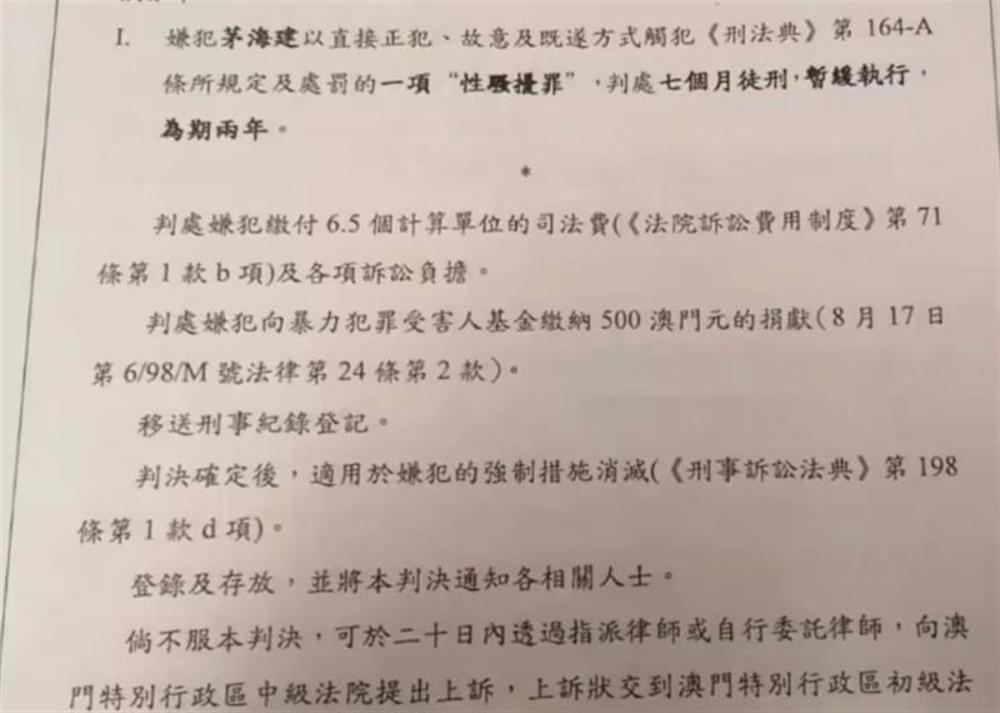 I. 嫌犯茅海建以直接正犯、故意及既遂方式觸犯《刑法典》第 164-A
條所規定及處罰的一項“性騷擾罪”,判處七個月徒刑,暫緩執行,
為期兩年。
*
判處嫌犯繳付 6.5 個計算單位的司法費(《法院訴訟費用制度》第 71
條第 1 款 b 項)及各項訴訟負擔。
判處嫌犯向暴力犯罪受害人基金繳納 500 澳門元的捐獻(8 月 17 日
第 6/98/M 號法律第 24 條第 2 款)。
移送刑事紀錄登記。
判決確定後,適用於嫌犯的強制措施消滅(《刑事訴訟法典》第 198
條第 1 款 d 項)。
登錄及存放,並將本判決通知各相關人士。
倘不服本判決,可於二十日內透過指派律師或自行委託律師,向澳
門特別行政區中級法院提出上訴,上訴狀交到澳門特別行政區初級法